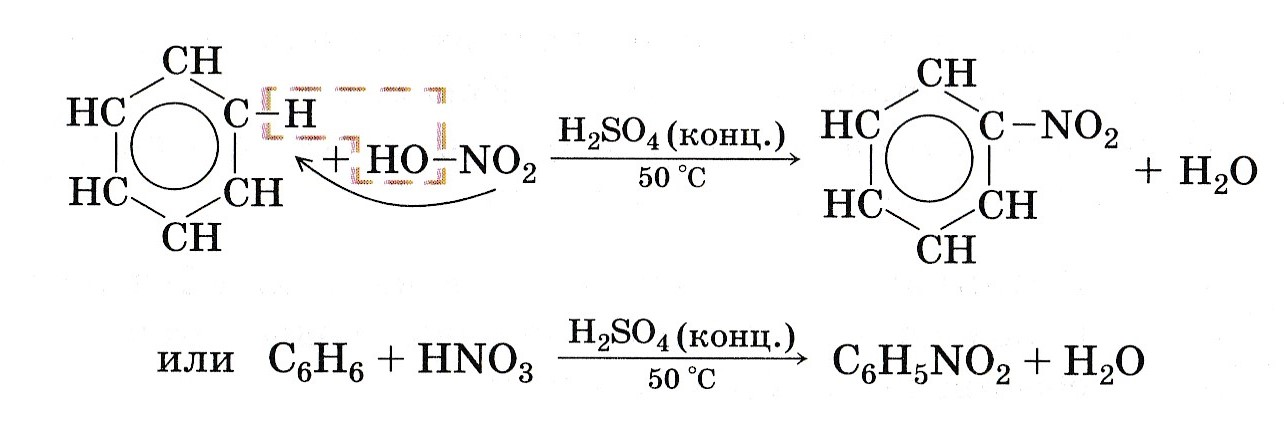 CH CH
HC C–H H₂SO₄ (конц.) HC C–NO₂
+ HO–NO₂ 50 °C + H₂O
HC CH HC CH
CH CH
H₂SO₄ (конц.)
или C₆H₆ + HNO₃ C₆H₅NO₂ + H₂O
50 °C